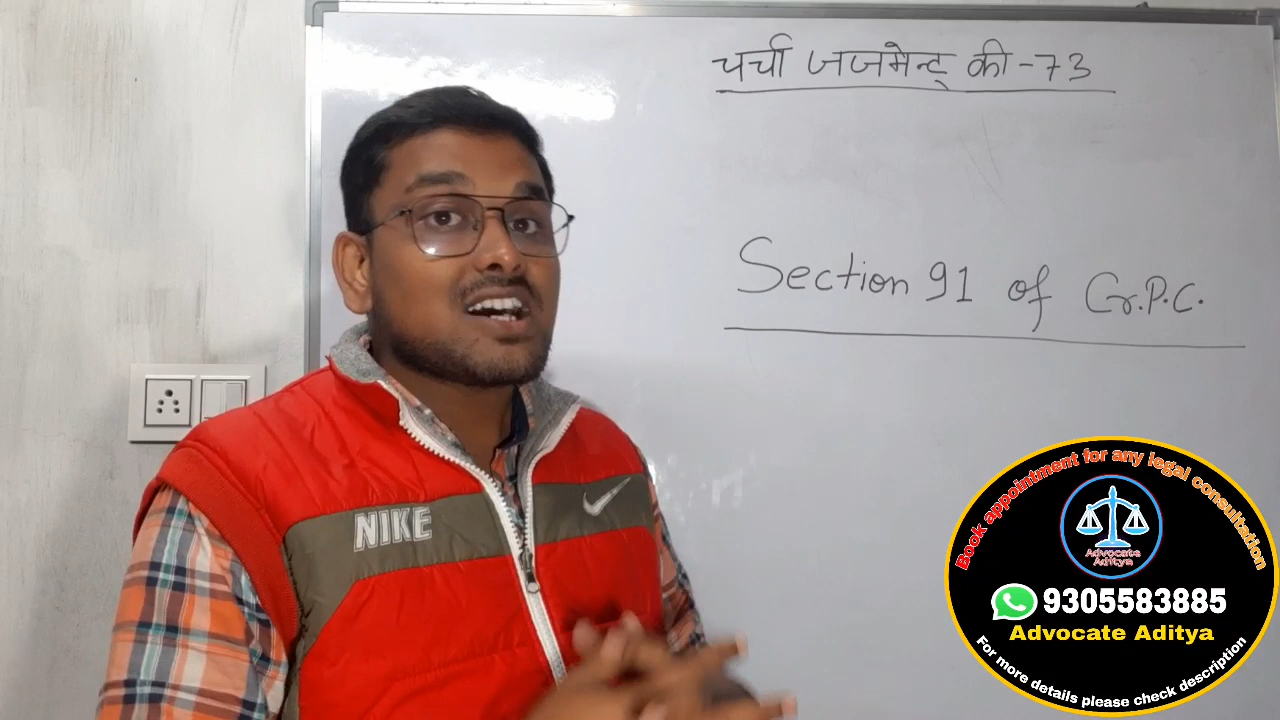 चर्चा जजमेन्ट् की-73
Section 91 of Cr.P.C.
NIKE
Book appointment for any legal consultation
Advocate
Aditya
9305583885
Advocate Aditya
For more details please check description